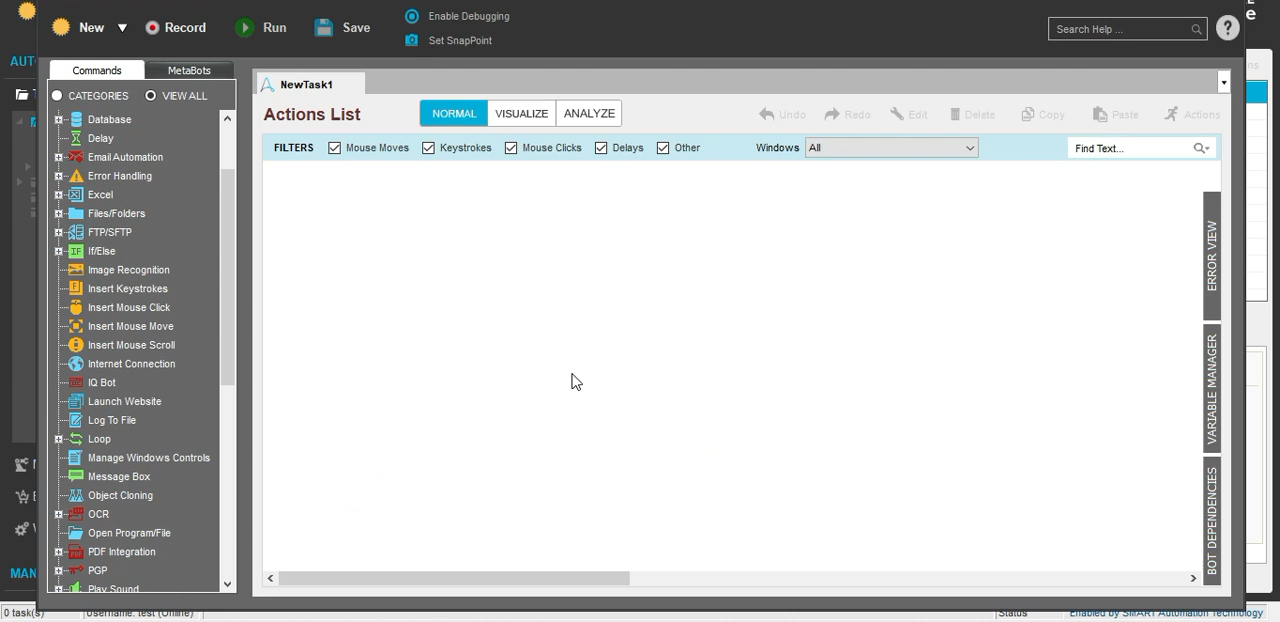 New ▼ Record Run Save Enable Debugging
Set SnapPoint
Search Help ... ?
Commands MetaBots
CATEGORIES VIEW ALL
Database
Delay
Email Automation
Error Handling
Excel
Files/Folders
FTP/SFTP
IF If/Else
Image Recognition
Insert Keystrokes
Insert Mouse Click
Insert Mouse Move
Insert Mouse Scroll
Internet Connection
IQ Bot
Launch Website
Log To File
Loop
Manage Windows Controls
Message Box
Object Cloning
OCR
Open Program/File
PDF Integration
PGP
Play Sound
NewTask1
Actions List NORMAL VISUALIZE ANALYZE Undo Redo Edit Delete Copy Paste Actions
FILTERS Mouse Moves Keystrokes Mouse Clicks Delays Other Windows All Find Text...
ERROR VIEW
VARIABLE MANAGER
BOT DEPENDENCIES
AUT
MAN
0 task(s) Username: test (Online) Status Enabled by SMART Automation Technology